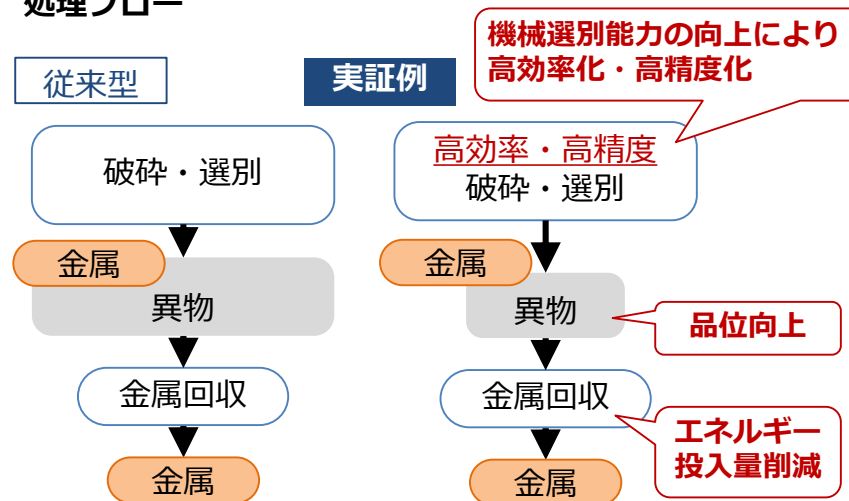 処理フロー
従来型
破砕・選別
金属
異物
金属回収
金属
実証例
機械選別能力の向上により
高効率化・高精度化
高効率・高精度
破砕・選別
金属
異物
品位向上
金属回収
エネルギー
投入量削減
金属